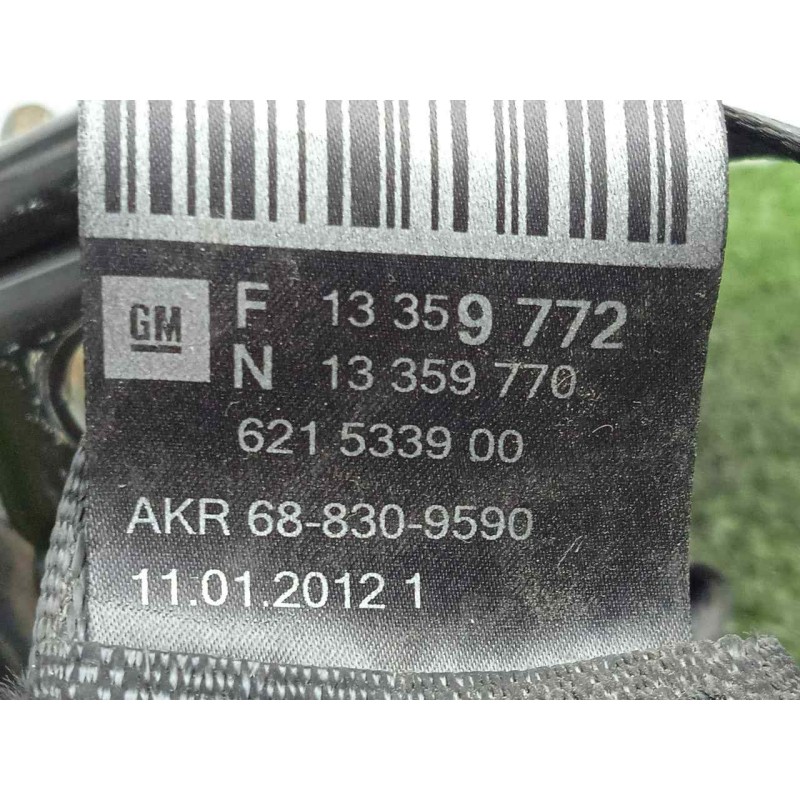 GM F 13 359 772
N 13 359 770
621 5339 00
AKR 68-830-9590
11.01.2012 1